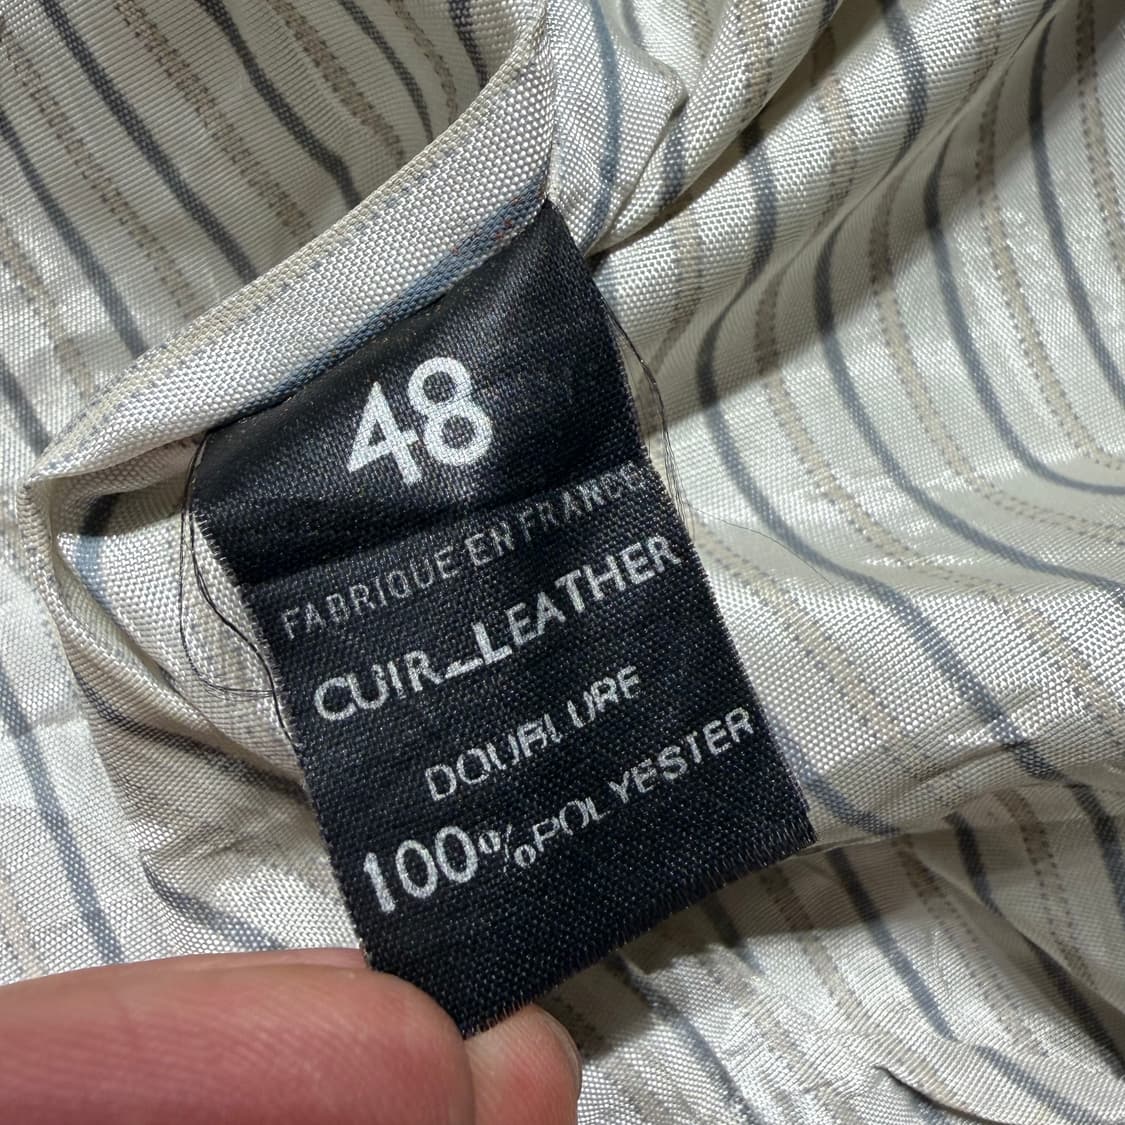 48
FABRIQUE EN FRANCE
CUIR_LEATHER
DOUBLURE
100%POLYESTER